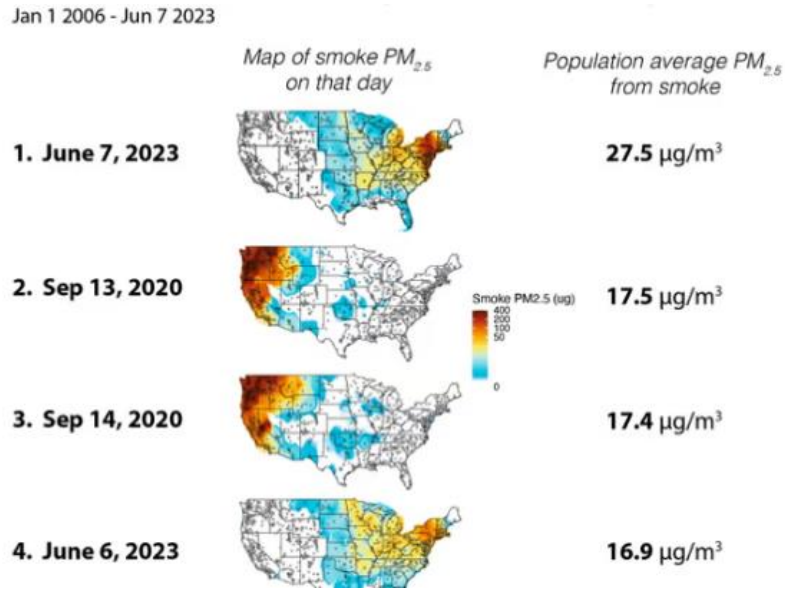 Jan 1 2006 - Jun 7 2023
Map of smoke PM2.5
on that day
Population average PM2.5
from smoke
1. June 7, 2023
27.5 µg/m³
2. Sep 13, 2020
17.5 µg/m³
Smoke PM2.5 (ug)
400
200
100
50
0
3. Sep 14, 2020
17.4 µg/m³
4. June 6, 2023
16.9 µg/m³